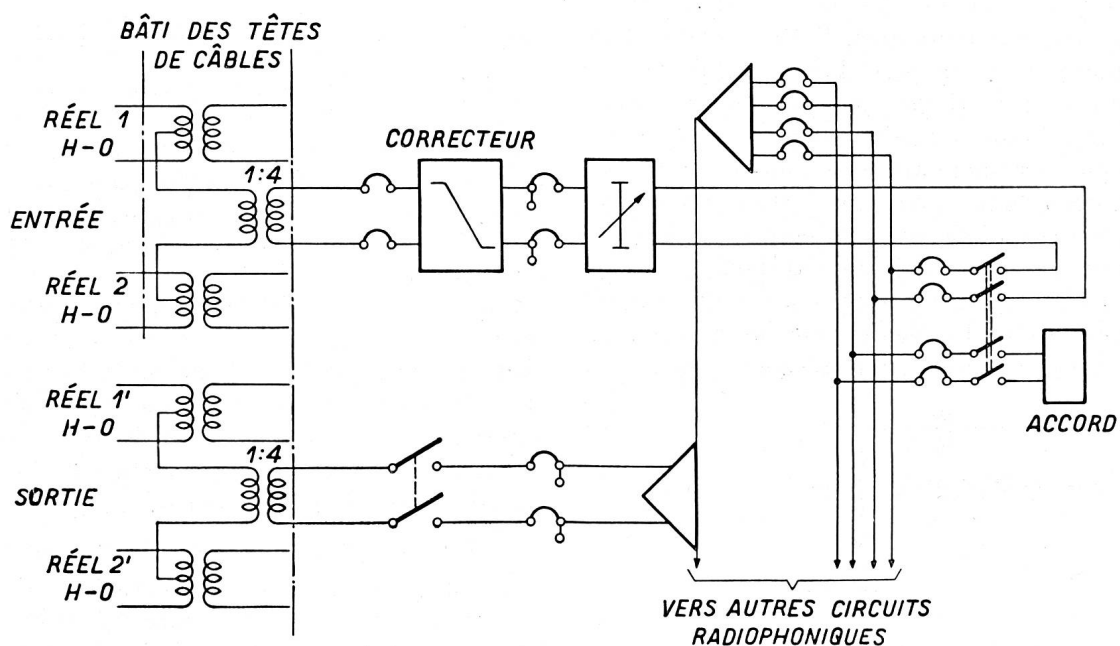 BÂTI DES TÊTES
DE CÂBLES
RÉEL 1
H-0
CORRECTEUR
1:4
ENTRÉE
RÉEL 2
H-0
RÉEL 1'
H-0
ACCORD
1:4
SORTIE
RÉEL 2'
H-0
VERS AUTRES CIRCUITS
RADIOPHONIQUES